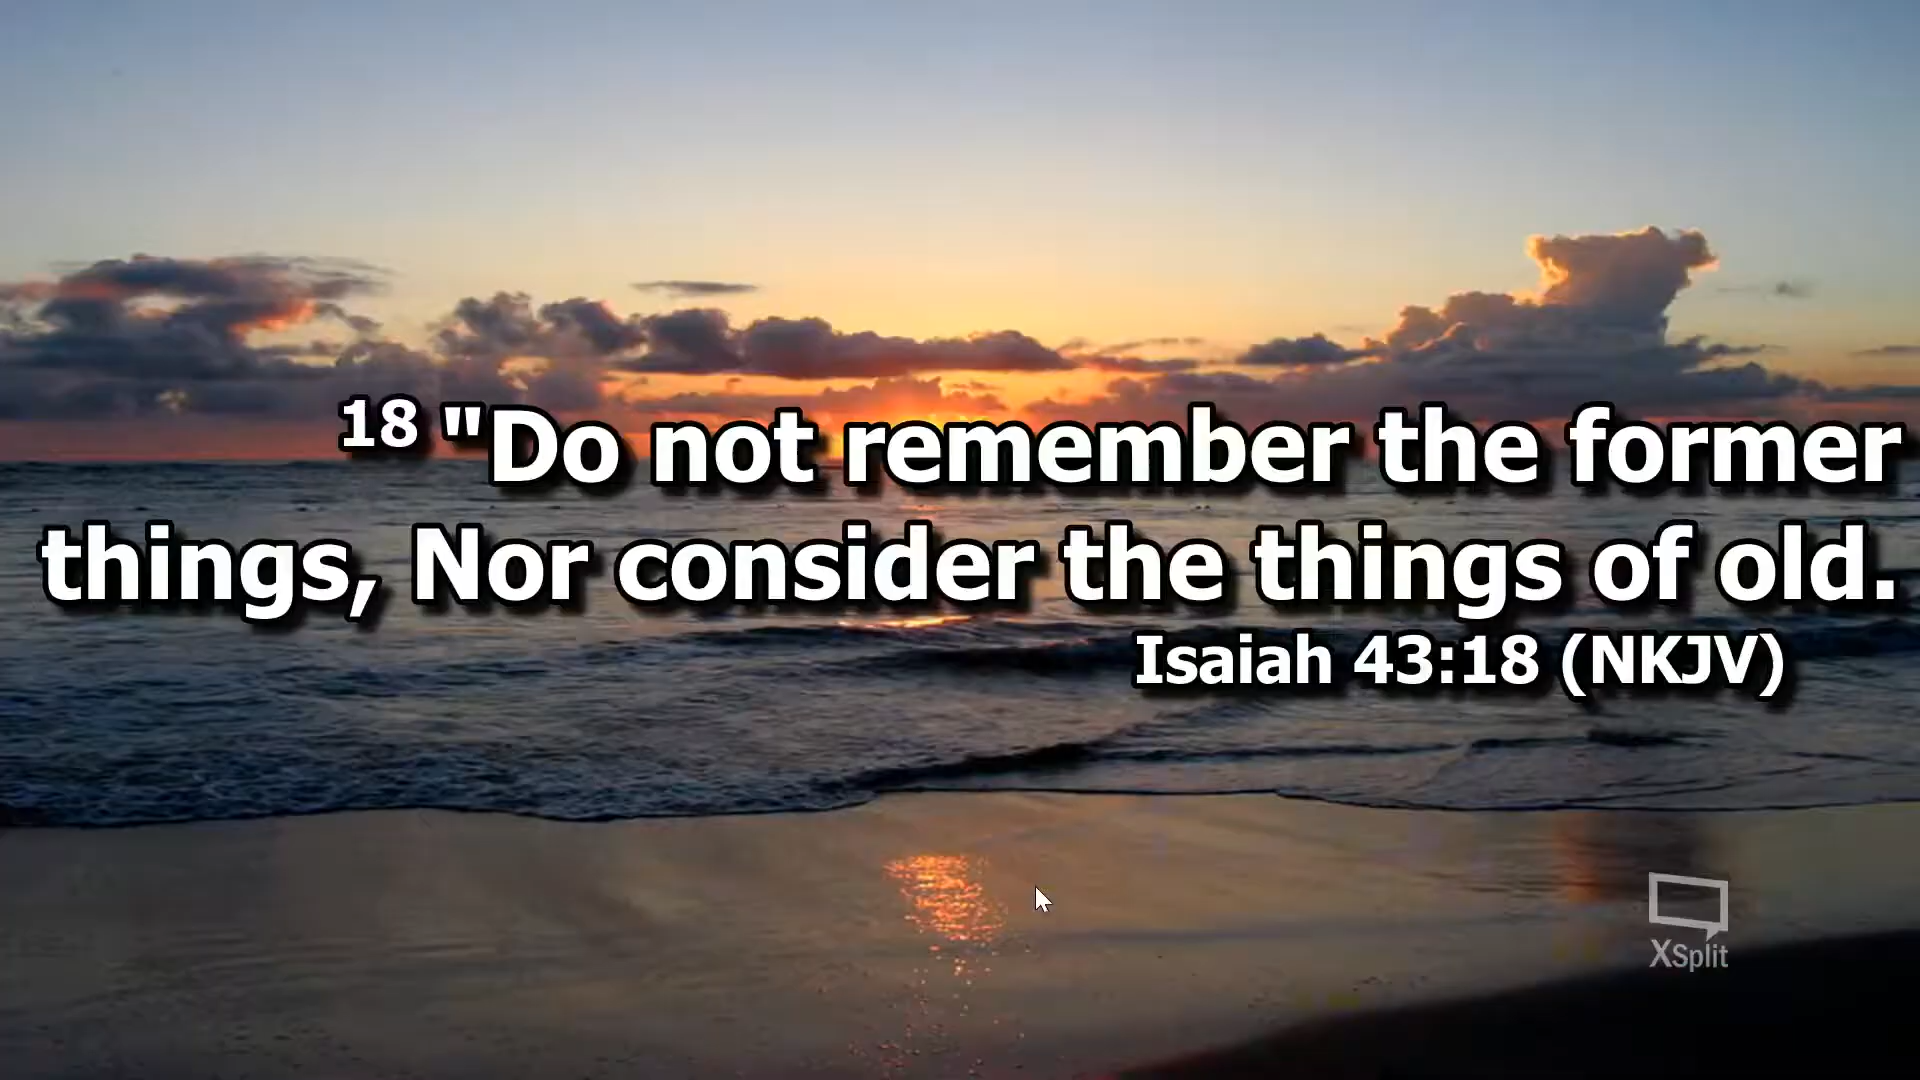 18 "Do not remember the former
things, Nor consider the things of old.
Isaiah 43:18 (NKJV)
XSplit